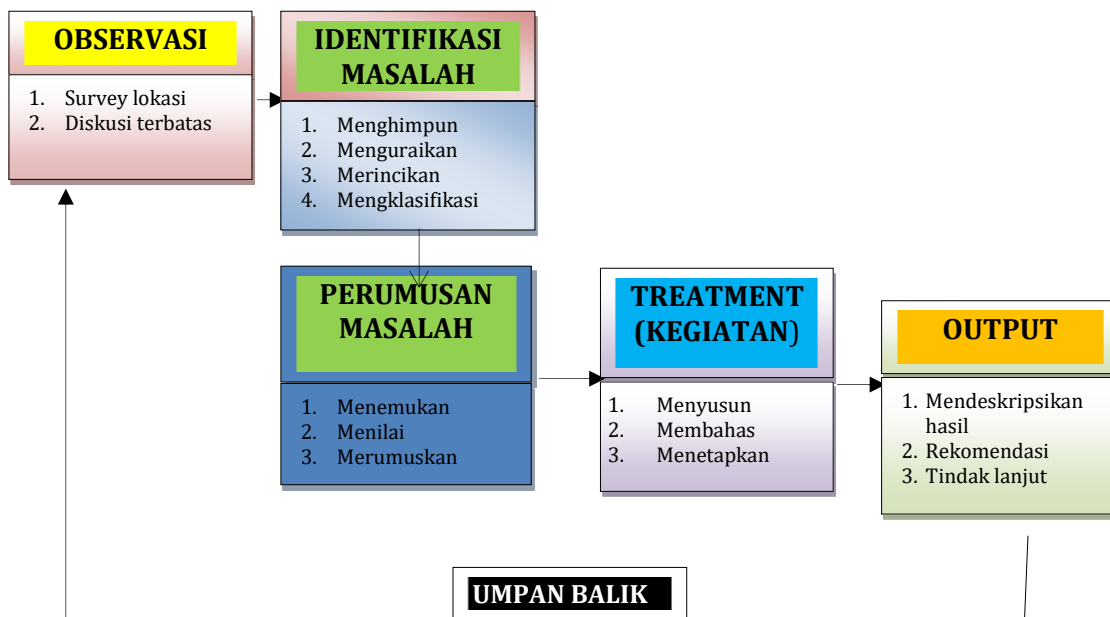 OBSERVASI
1. Survey lokasi
2. Diskusi terbatas
IDENTIFIKASI
MASALAH
1. Menghimpun
2. Menguraikan
3. Merincikan
4. Mengklasifikasi
PERUMUSAN
MASALAH
1. Menemukan
2. Menilai
3. Merumuskan
TREATMENT
(KEGIATAN)
1. Menyusun
2. Membahas
3. Menetapkan
OUTPUT
1. Mendeskripsikan
hasil
2. Rekomendasi
3. Tindak lanjut
UMPAN BALIK